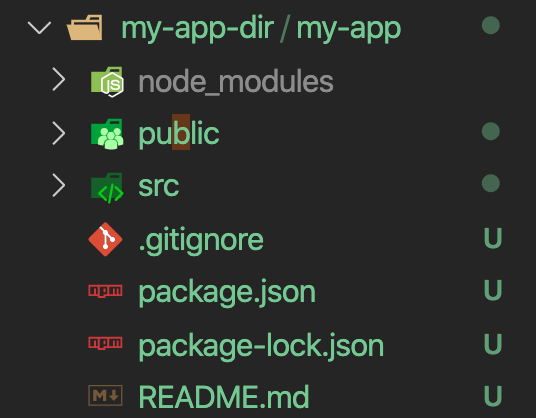 my-app-dir / my-app
node_modules
public
src
.gitignore U
package.json U
package-lock.json U
README.md U